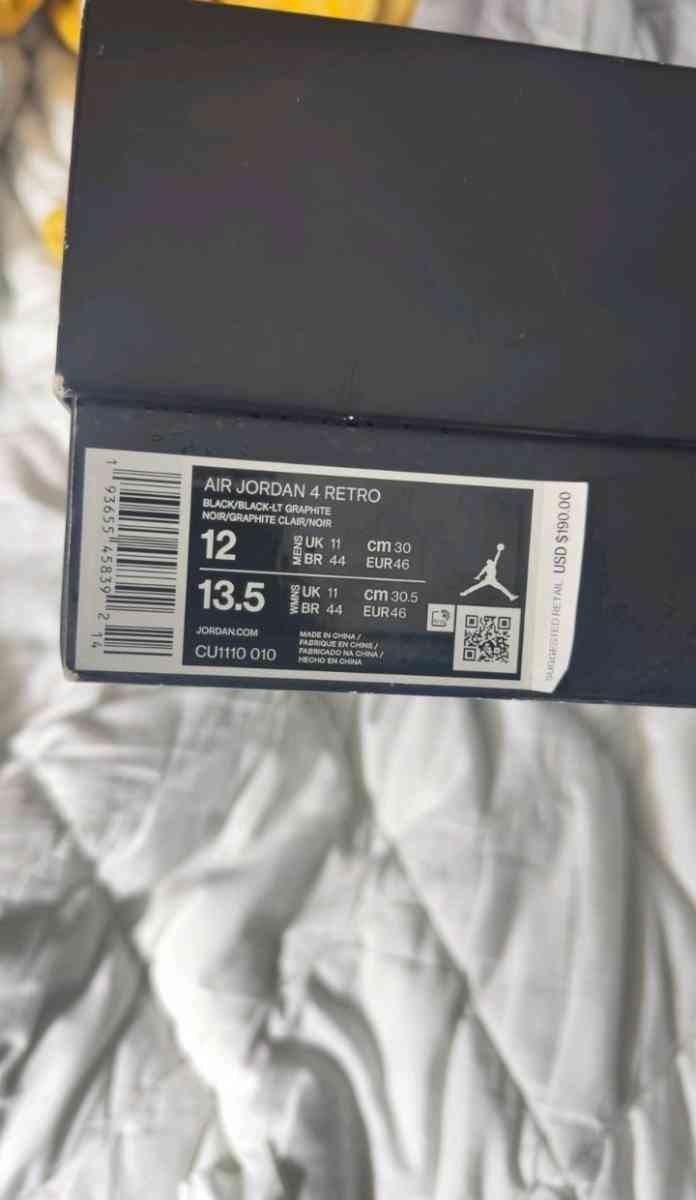 AIR JORDAN 4 RETRO
BLACK/BLACK-LT GRAPHITE
NOIR/GRAPHITE CLAIR/NOIR
12 MENS UK 11 cm 30
BR 44 EUR 46
13.5 WMNS UK 11 cm 30.5
BR 44 EUR 46
JORDAN.COM
CU1110 010
MADE IN CHINA /
FABRIQUE EN CHINE /
FABRICADO NA CHINA /
HECHO EN CHINA
1 93655 45839 2 14
SUGGESTED RETAIL USD $190.00